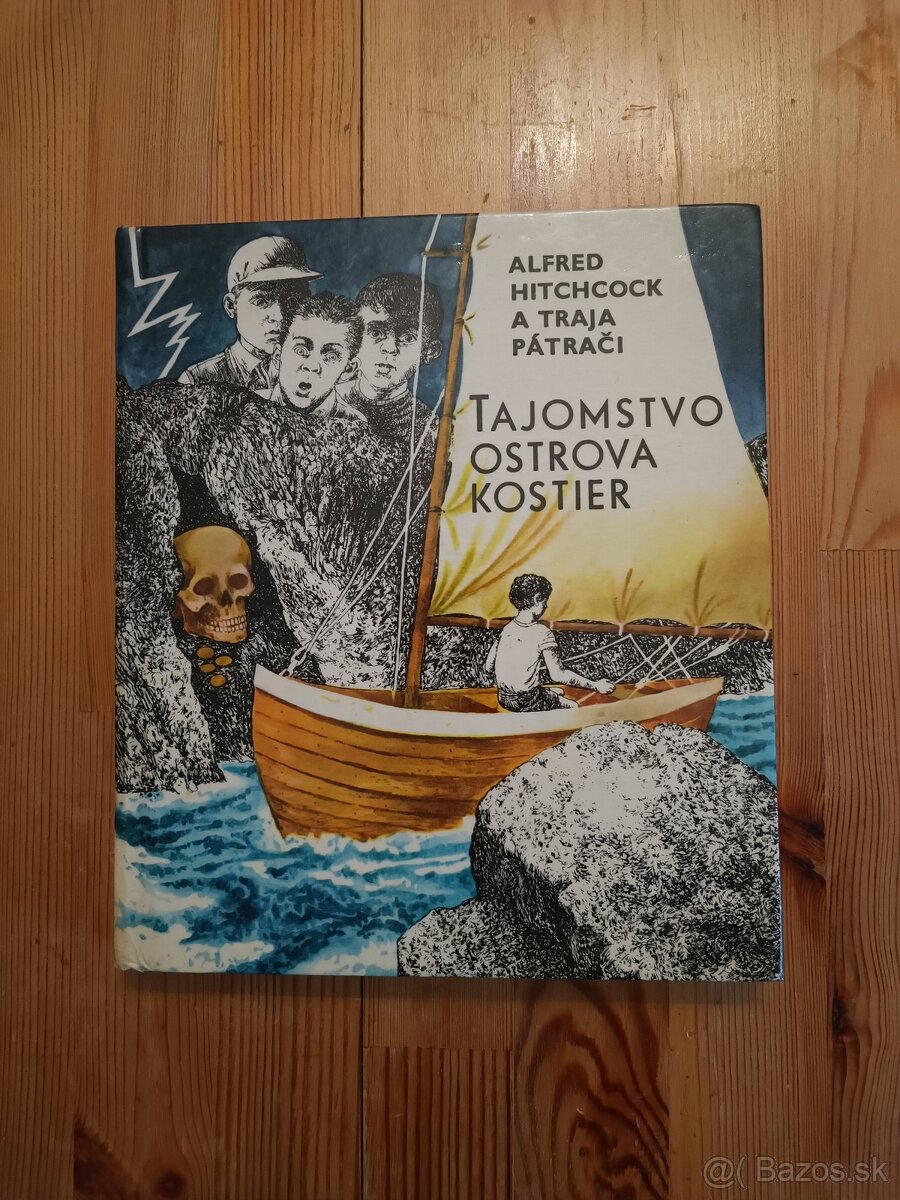 ALFRED
HITCHCOCK
A TRAJA
PÁTRAČI
TAJOMSTVO
OSTROVA
KOSTIER
@( Bazos.sk